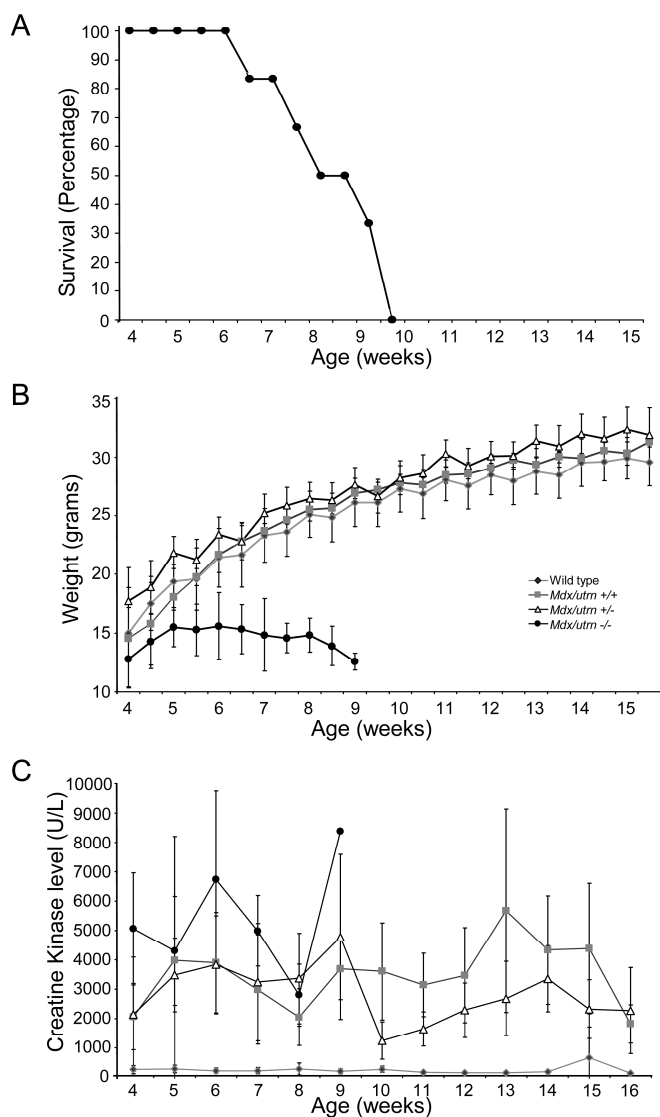 A
Survival (Percentage)
100
90
80
70
60
50
40
30
20
10
0
4 5 6 7 8 9 10 11 12 13 14 15
Age (weeks)
B
Weight (grams)
35
30
25
20
15
10
Wild type
Mdx/utrn +/+
Mdx/utrn +/-
Mdx/utrn -/-
4 5 6 7 8 9 10 11 12 13 14 15
Age (weeks)
C
Creatine Kinase level (U/L)
10000
9000
8000
7000
6000
5000
4000
3000
2000
1000
0
4 5 6 7 8 9 10 11 12 13 14 15 16
Age (weeks)